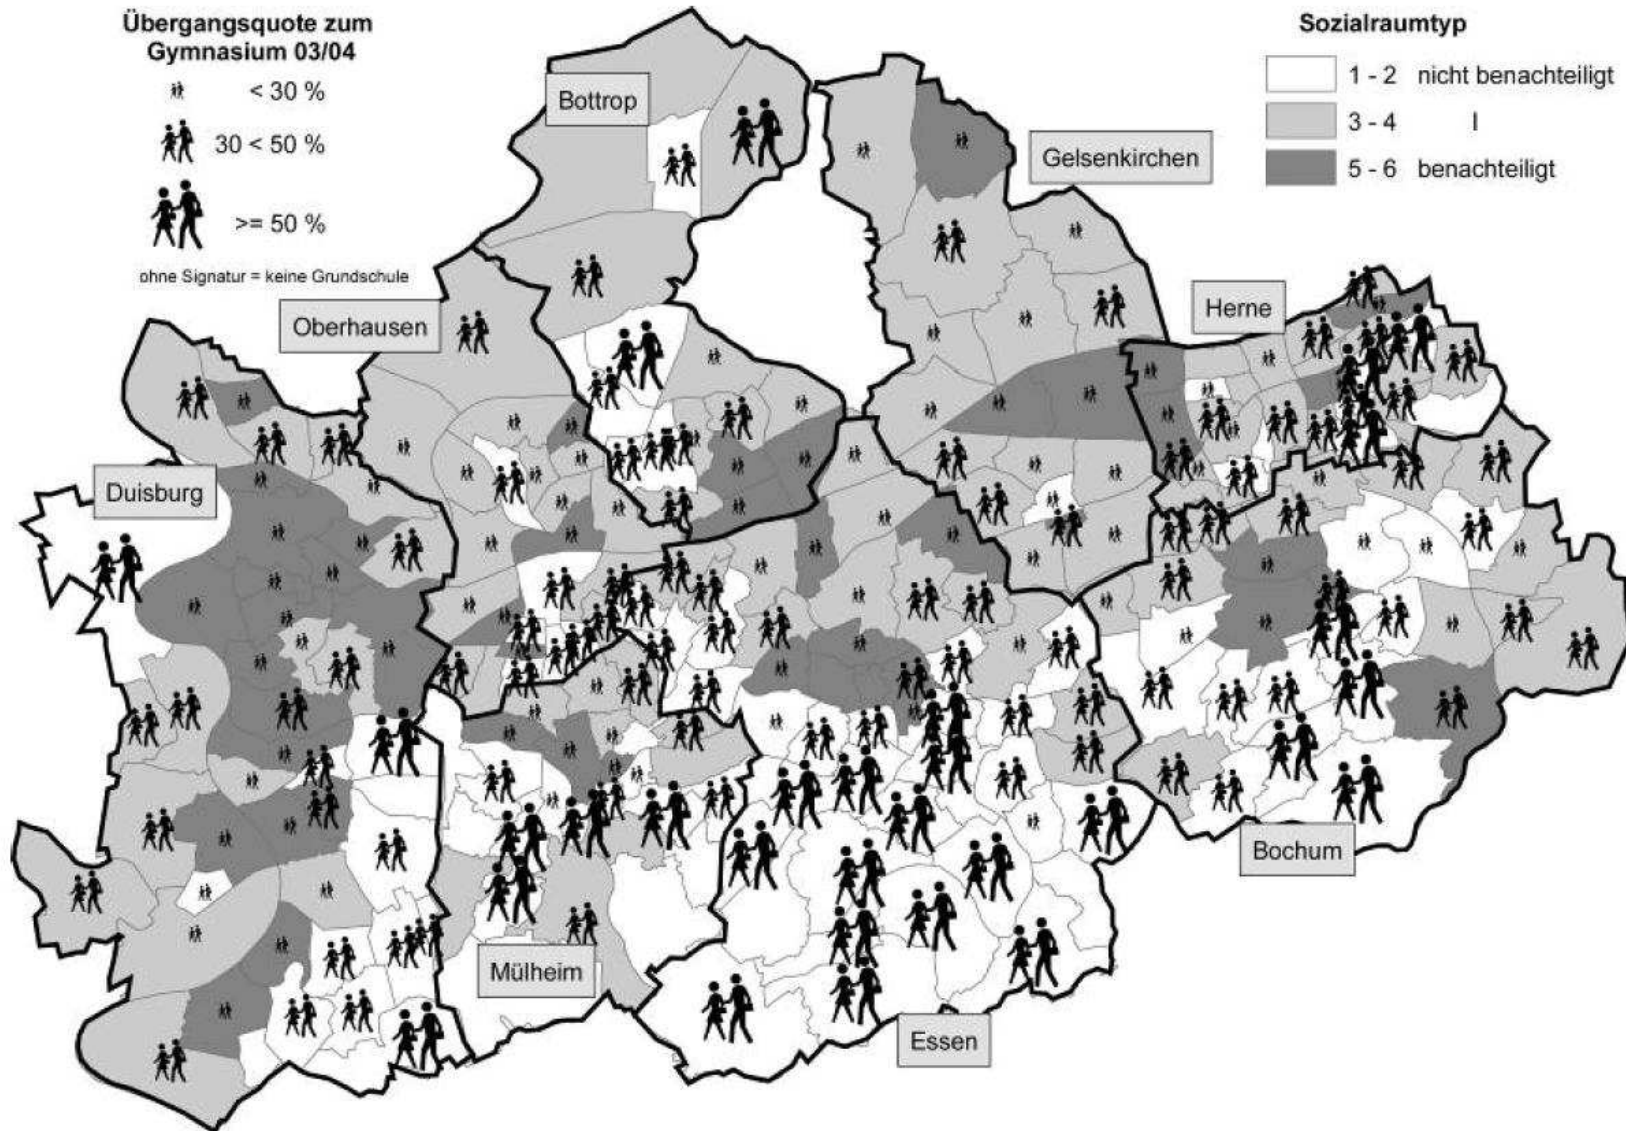 Übergangsquote zum
Gymnasium 03/04
< 30 %
30 < 50 %
>= 50 %
ohne Signatur = keine Grundschule
Sozialraumtyp
1 - 2 nicht benachteiligt
3 - 4 I
5 - 6 benachteiligt
Bottrop
Gelsenkirchen
Herne
Oberhausen
Duisburg
Bochum
Mülheim
Essen